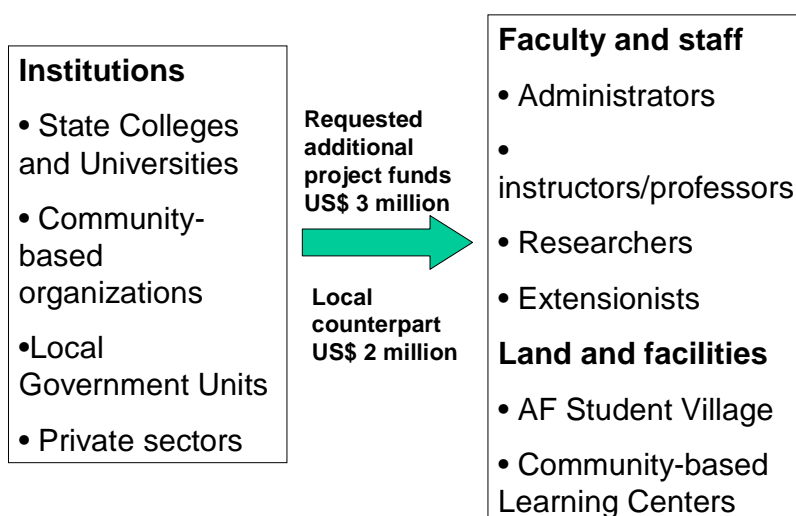 Institutions
• State Colleges
and Universities
• Community-
based
organizations
•Local
Government Units
• Private sectors
Requested
additional
project funds
US$ 3 million
Local
counterpart
US$ 2 million
Faculty and staff
• Administrators
•
instructors/professors
• Researchers
• Extensionists
Land and facilities
• AF Student Village
• Community-based
Learning Centers